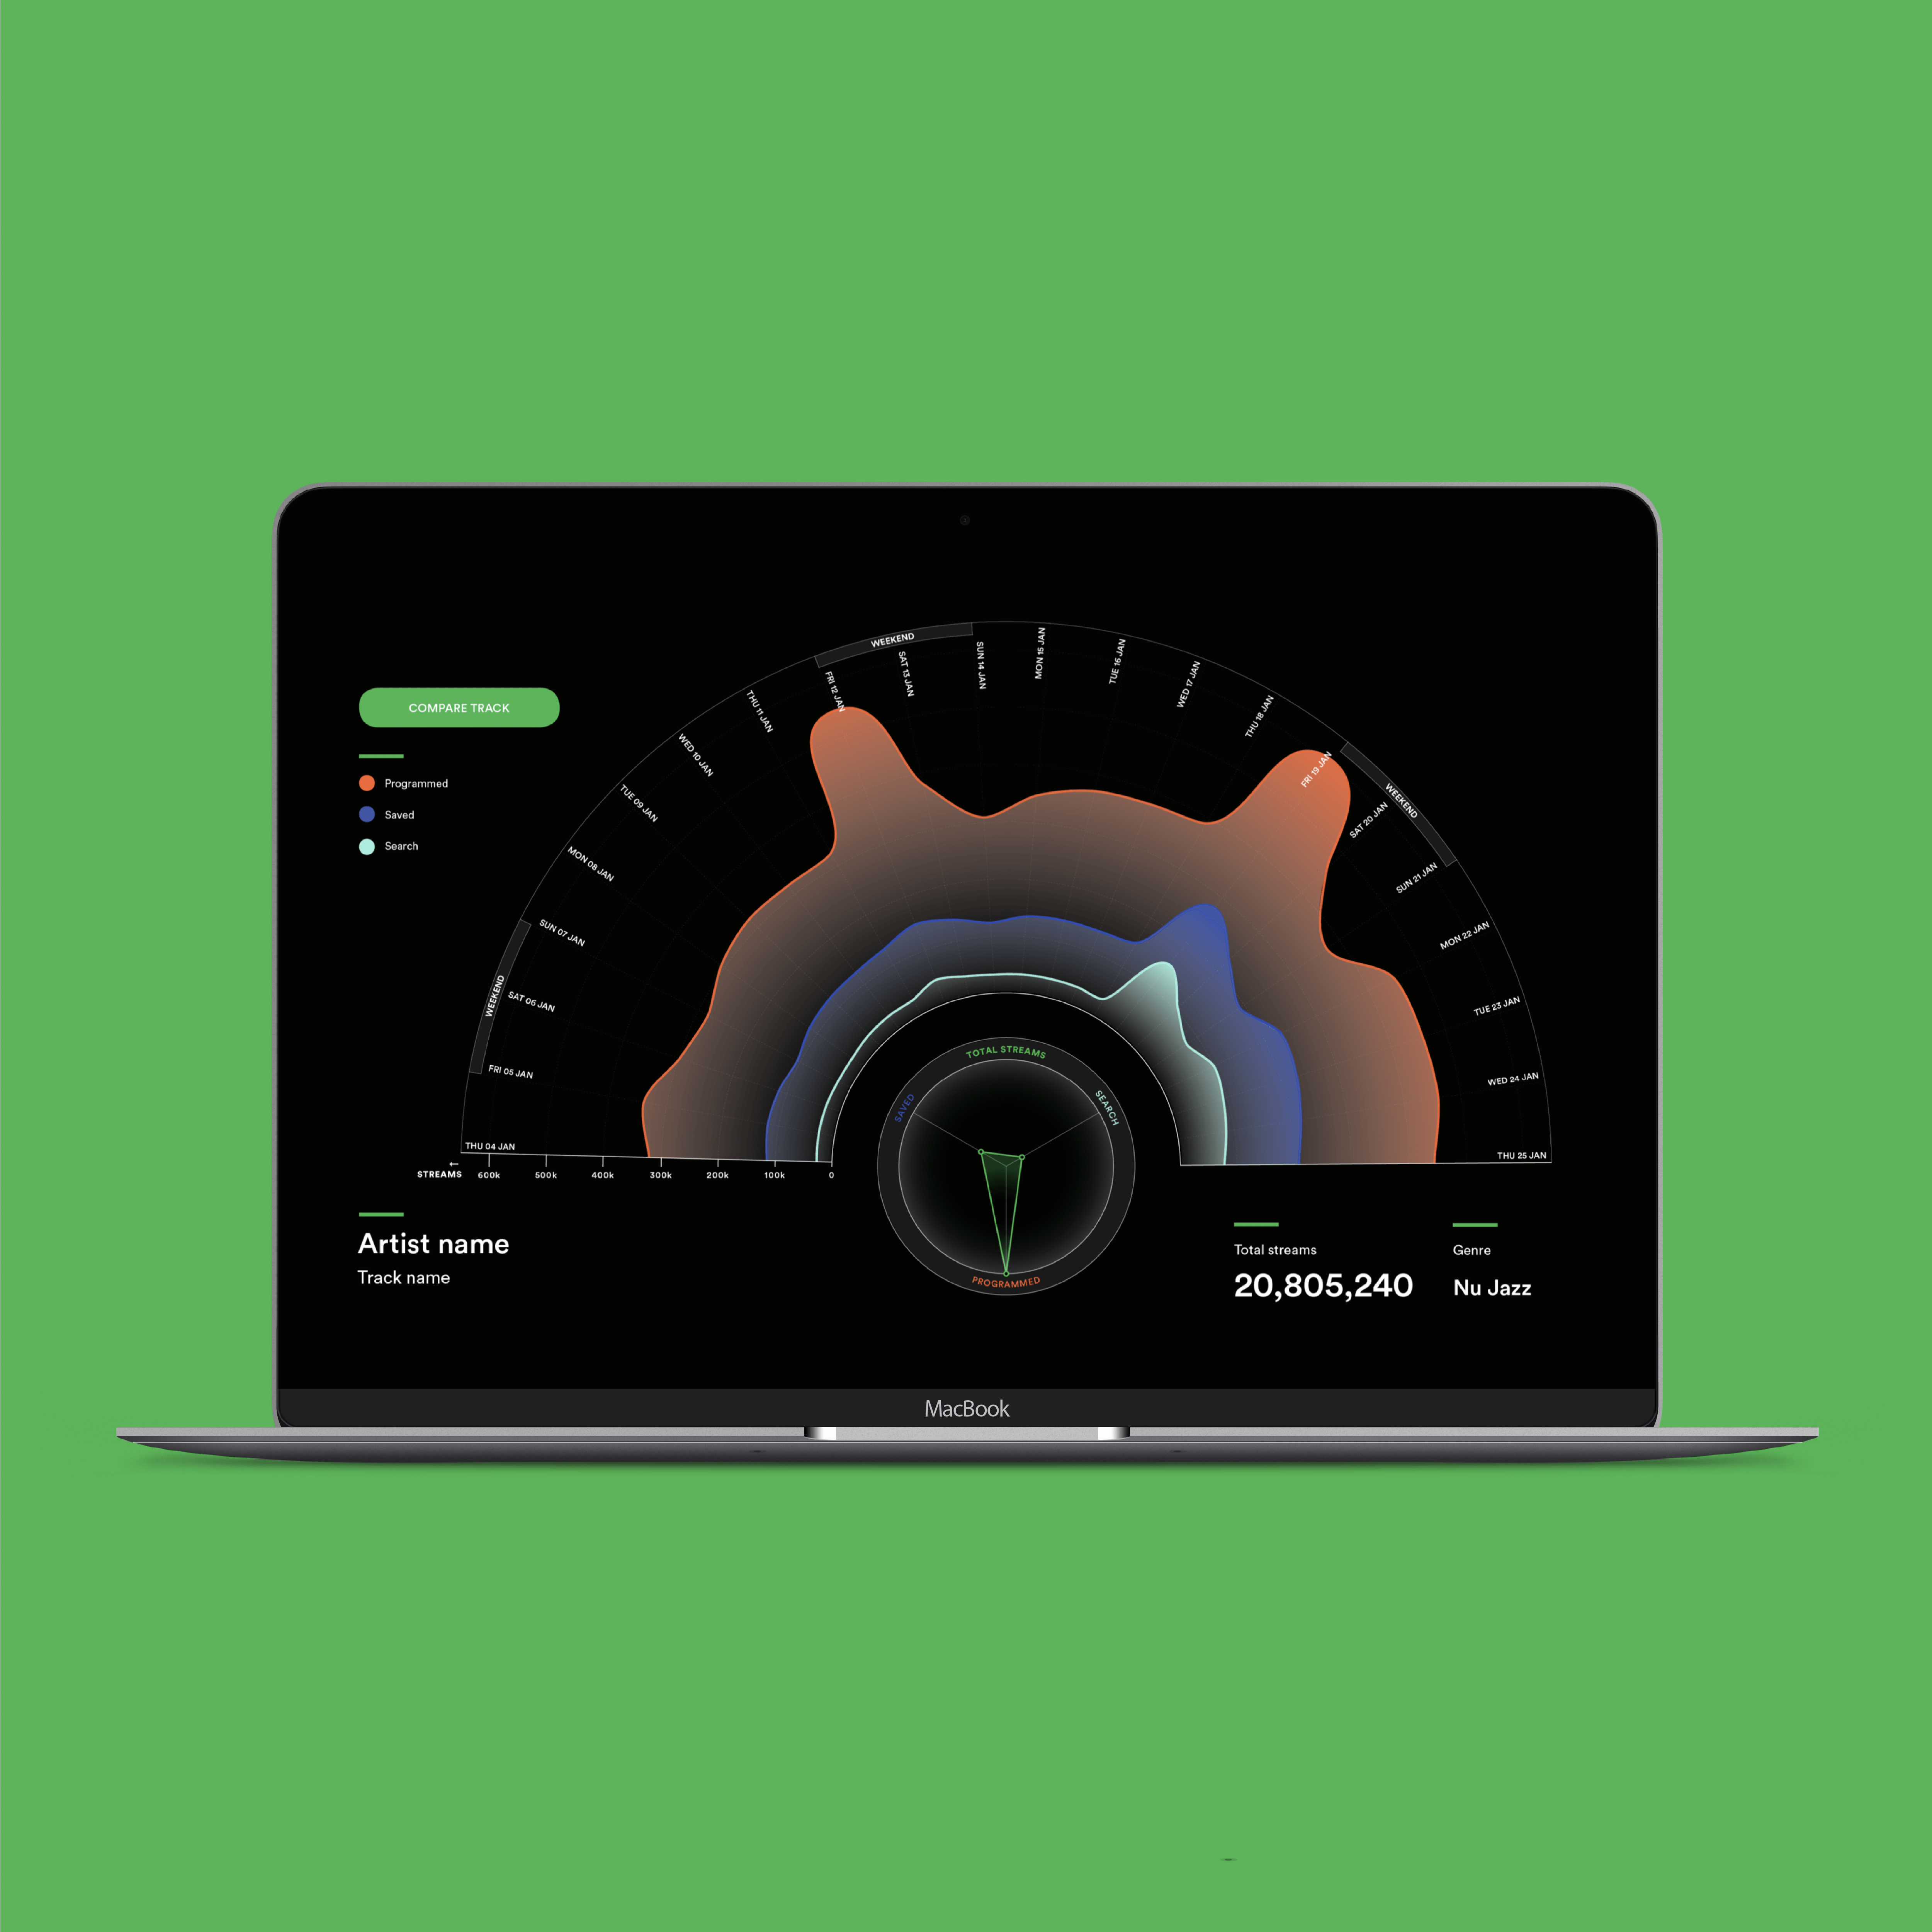 COMPARE TRACK
Programmed
Saved
Search
THU 04 JAN
FRI 05 JAN
SAT 06 JAN
SUN 07 JAN
WEEKEND
MON 08 JAN
TUE 09 JAN
WED 10 JAN
THU 11 JAN
FRI 12 JAN
SAT 13 JAN
SUN 14 JAN
WEEKEND
MON 15 JAN
TUE 16 JAN
WED 17 JAN
THU 18 JAN
FRI 19 JAN
SAT 20 JAN
SUN 21 JAN
WEEKEND
MON 22 JAN
TUE 23 JAN
WED 24 JAN
THU 25 JAN
←
STREAMS 600k 500k 400k 300k 200k 100k 0
TOTAL STREAMS
SAVED
SEARCH
PROGRAMMED
Artist name
Track name
Total streams
20,805,240
Genre
Nu Jazz
MacBook